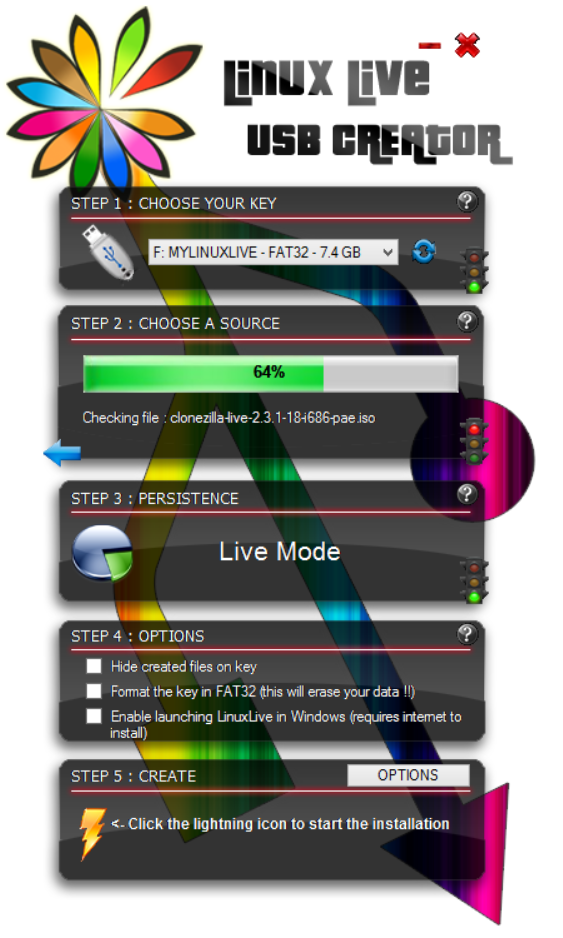 Linux Live
USB Creator
STEP 1 : CHOOSE YOUR KEY
?
F: MYLINUXLIVE - FAT32 - 7.4 GB
STEP 2 : CHOOSE A SOURCE
?
64%
Checking file : clonezilla-live-2.3.1-18-i686-pae.iso
STEP 3 : PERSISTENCE
?
Live Mode
STEP 4 : OPTIONS
?
Hide created files on key
Format the key in FAT32 (this will erase your data !!)
Enable launching LinuxLive in Windows (requires internet to
install)
STEP 5 : CREATE
OPTIONS
<- Click the lightning icon to start the installation